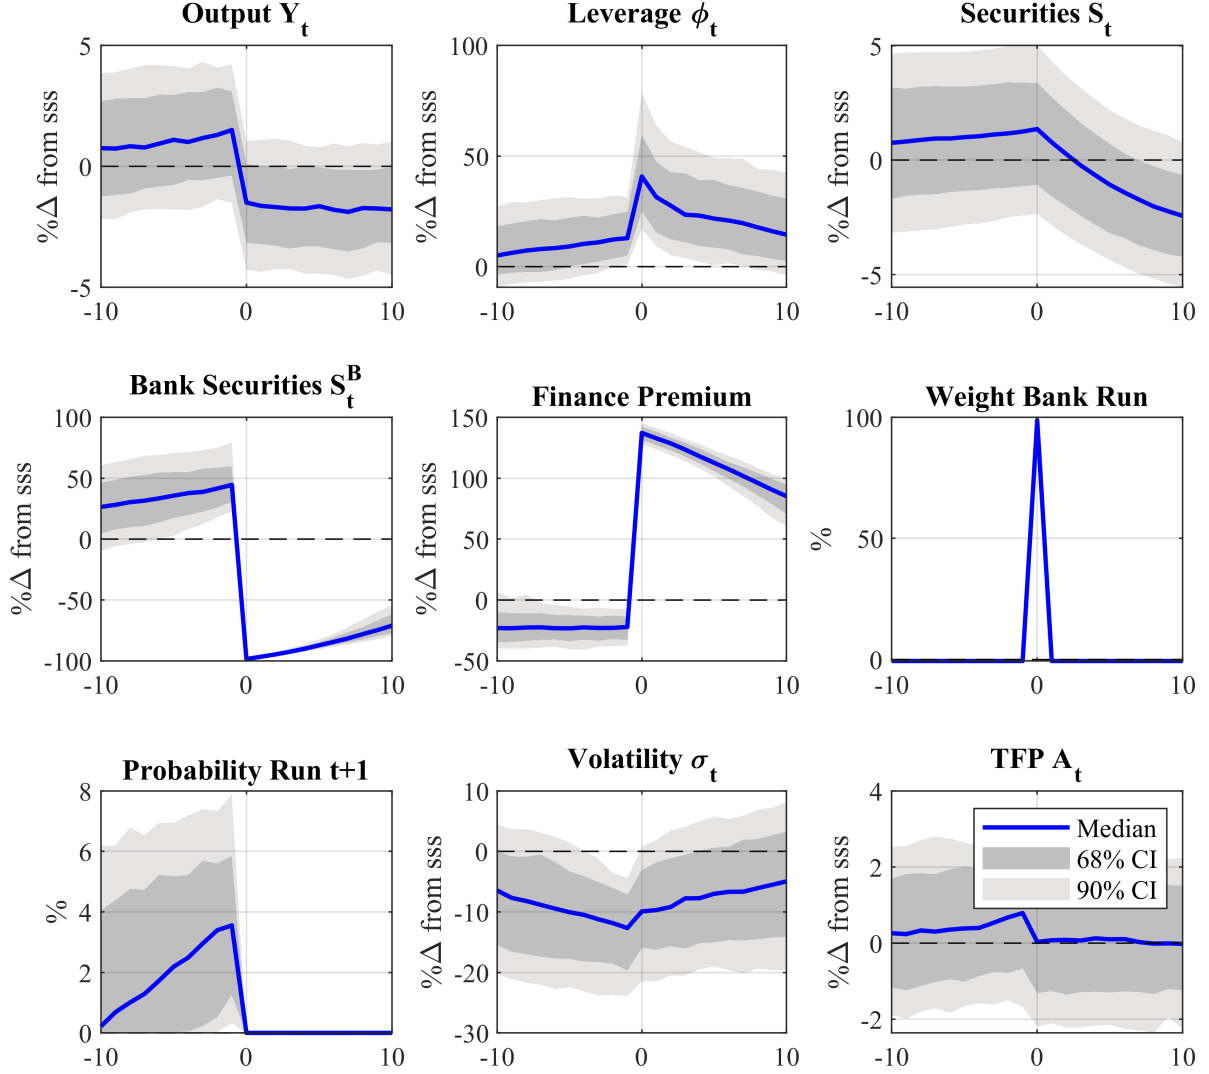 Output Y_t
%Δ from sss
5
0
-5
-10 0 10
Leverage ϕ_t
%Δ from sss
100
50
0
-10 0 10
Securities S_t
%Δ from sss
5
0
-5
-10 0 10
Bank Securities S_t^B
%Δ from sss
100
50
0
-50
-100
-10 0 10
Finance Premium
%Δ from sss
150
100
50
0
-50
-10 0 10
Weight Bank Run
%
100
50
0
-10 0 10
Probability Run t+1
%
8
6
4
2
0
-10 0 10
Volatility σ_t
%Δ from sss
10
0
-10
-20
-30
-10 0 10
TFP A_t
%Δ from sss
4
2
0
-2
-10 0 10
Median
68% CI
90% CI